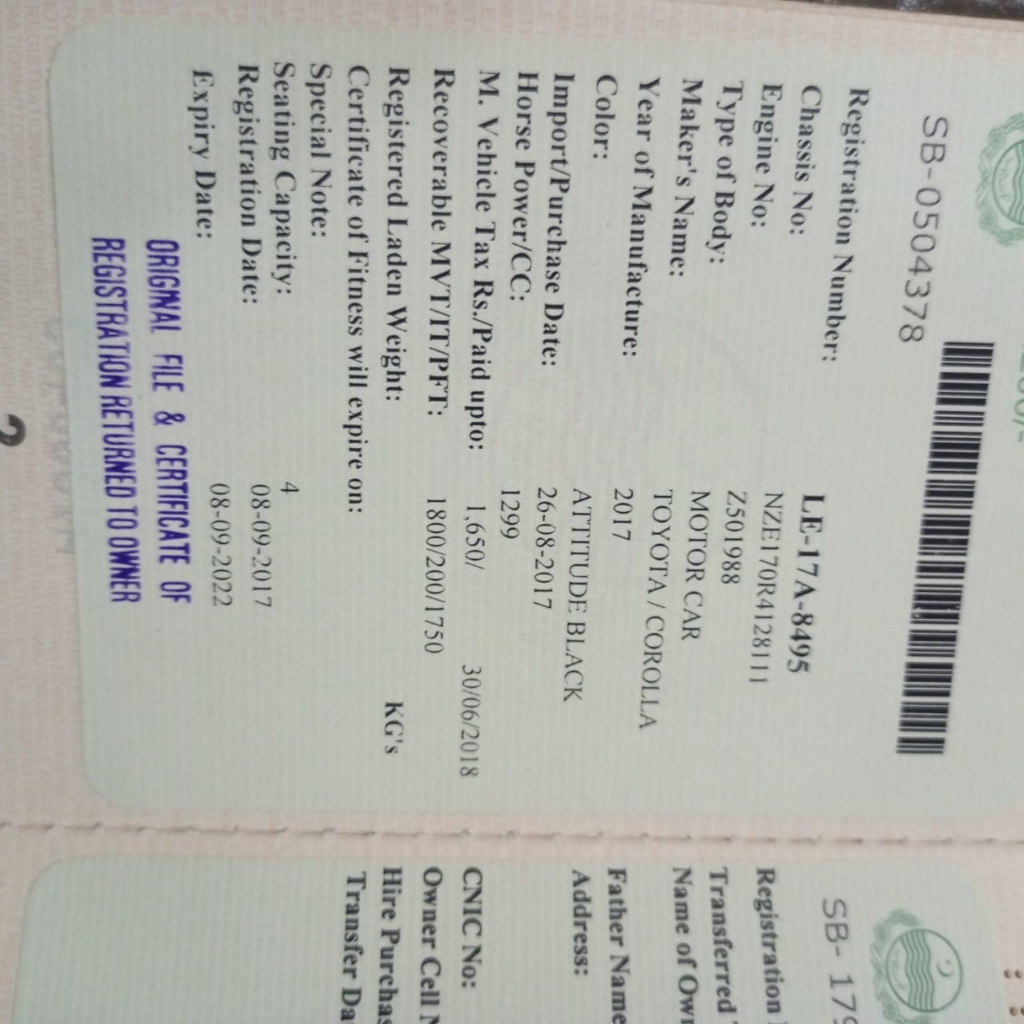 SB-0504378
Registration Number: LE-17A-8495
Chassis No: NZE170R4128111
Engine No: Z501988
Type of Body: MOTOR CAR
Maker's Name: TOYOTA / COROLLA
Year of Manufacture: 2017
Color: ATTITUDE BLACK
Import/Purchase Date: 26-08-2017
Horse Power/CC: 1299
M. Vehicle Tax Rs./Paid upto: 1,650/ 30/06/2018
Recoverable MVT/IT/PFT: 1800/200/1750
Registered Laden Weight: KG's
Certificate of Fitness will expire on:
Special Note:
Seating Capacity: 4
Registration Date: 08-09-2017
Expiry Date: 08-09-2022
ORIGINAL FILE & CERTIFICATE OF
REGISTRATION RETURNED TO OWNER
2
SB- 179
Registration
Transferred
Name of Own
Father Name
Address:
CNIC No:
Owner Cell
Hire Purchas
Transfer Da